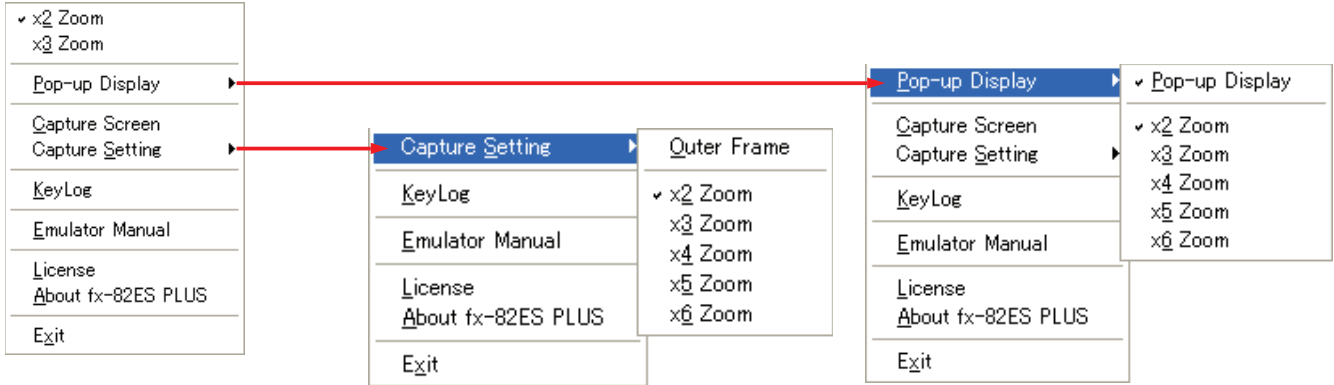 x2 Zoom
x3 Zoom
Pop-up Display
Capture Screen
Capture Setting
KeyLog
Emulator Manual
License
About fx-82ES PLUS
Exit
Capture Setting
KeyLog
Emulator Manual
License
About fx-82ES PLUS
Exit
Outer Frame
x2 Zoom
x3 Zoom
x4 Zoom
x5 Zoom
x6 Zoom
Pop-up Display
Capture Screen
Capture Setting
KeyLog
Emulator Manual
License
About fx-82ES PLUS
Exit
Pop-up Display
x2 Zoom
x3 Zoom
x4 Zoom
x5 Zoom
x6 Zoom